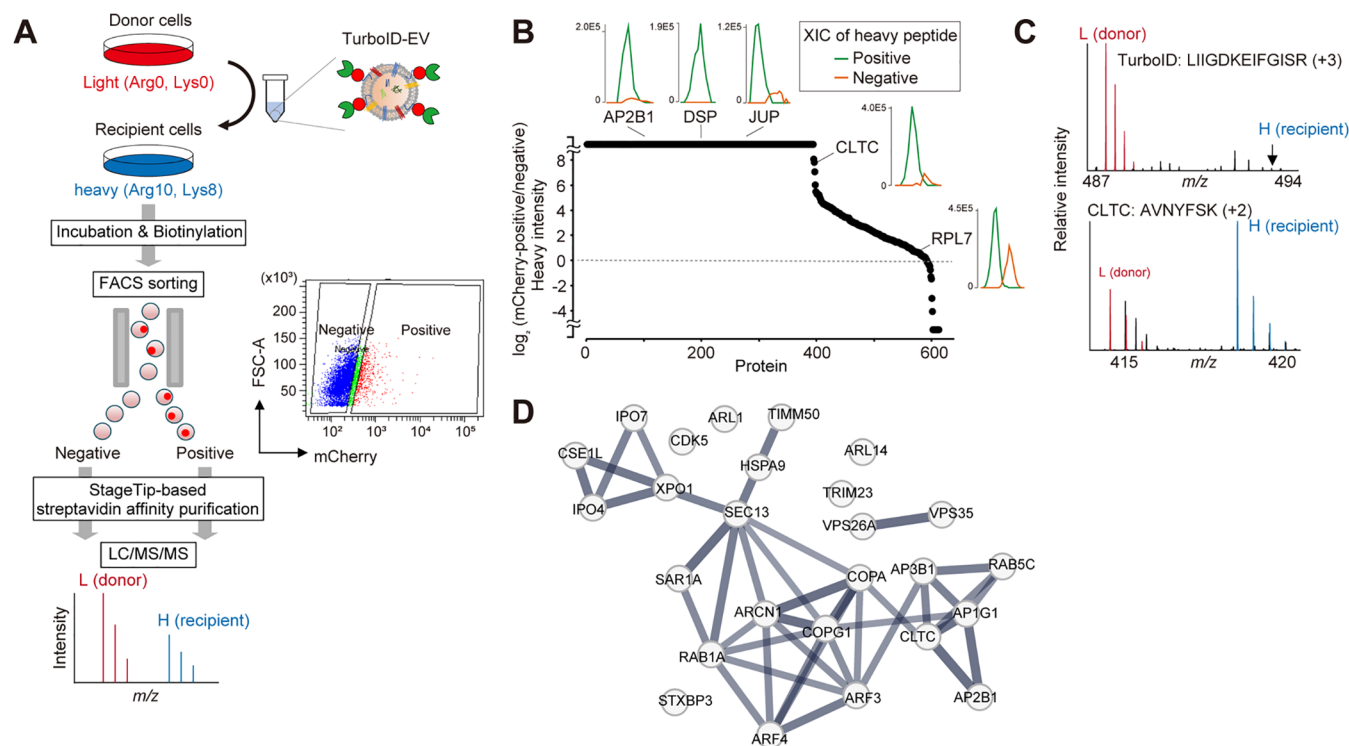 A
Donor cells
Light (Arg0, Lys0)
TurboID-EV
Recipient cells
heavy (Arg10, Lys8)
Incubation & Biotinylation
FACS sorting
Negative
Positive
StageTip-based
streptavidin affinity purification
LC/MS/MS
L (donor)
H (recipient)
Intensity
m/z
(x10³)
200
150
100
50
FSC-A
Negative
Positive
Negative
10²
10³
10⁴
10⁵
mCherry
B
2.0E5
0
AP2B1
1.9E5
0
DSP
1.2E5
0
JUP
XIC of heavy peptide
Positive
Negative
4.0E5
0
CLTC
4.5E5
0
RPL7
log₂ (mCherry-positive/negative)
Heavy intensity
8
6
4
2
0
-2
-4
0
200
400
600
Protein
C
L (donor)
TurboID: LIIGDKEIFGISR (+3)
H (recipient)
487
m/z
494
Relative intensity
CLTC: AVNYFSK (+2)
H (recipient)
L (donor)
415
m/z
420
D
IPO7
ARL1
TIMM50
CDK5
CSE1L
HSPA9
ARL14
XPO1
TRIM23
IPO4
SEC13
VPS26A
VPS35
SAR1A
COPA
AP3B1
RAB5C
ARCN1
AP1G1
COPG1
CLTC
RAB1A
STXBP3
ARF3
AP2B1
ARF4